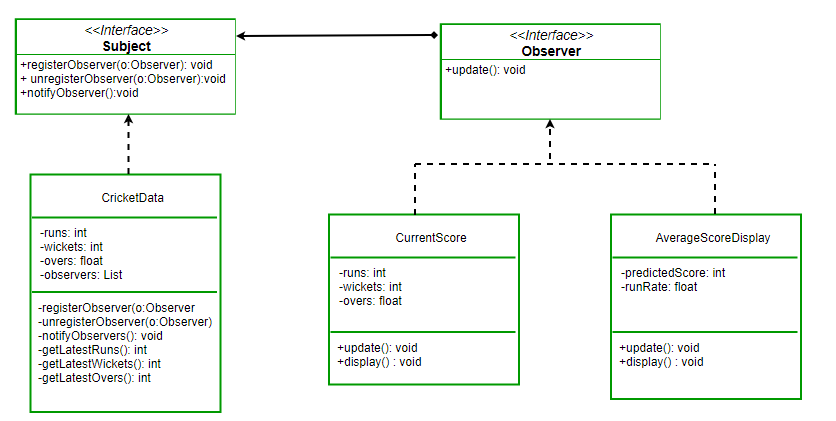 <<Interface>>
Subject
+registerObserver(o:Observer): void
+ unregisterObserver(o:Observer):void
+notifyObserver():void
<<Interface>>
Observer
+update(): void
CricketData
-runs: int
-wickets: int
-overs: float
-observers: List
-registerObserver(o:Observer
-unregisterObserver(o:Observer)
-notifyObservers(): void
-getLatestRuns(): int
-getLatestWickets(): int
-getLatestOvers(): int
CurrentScore
-runs: int
-wickets: int
-overs: float
+update(): void
+display() : void
AverageScoreDisplay
-predictedScore: int
-runRate: float
+update(): void
+display() : void